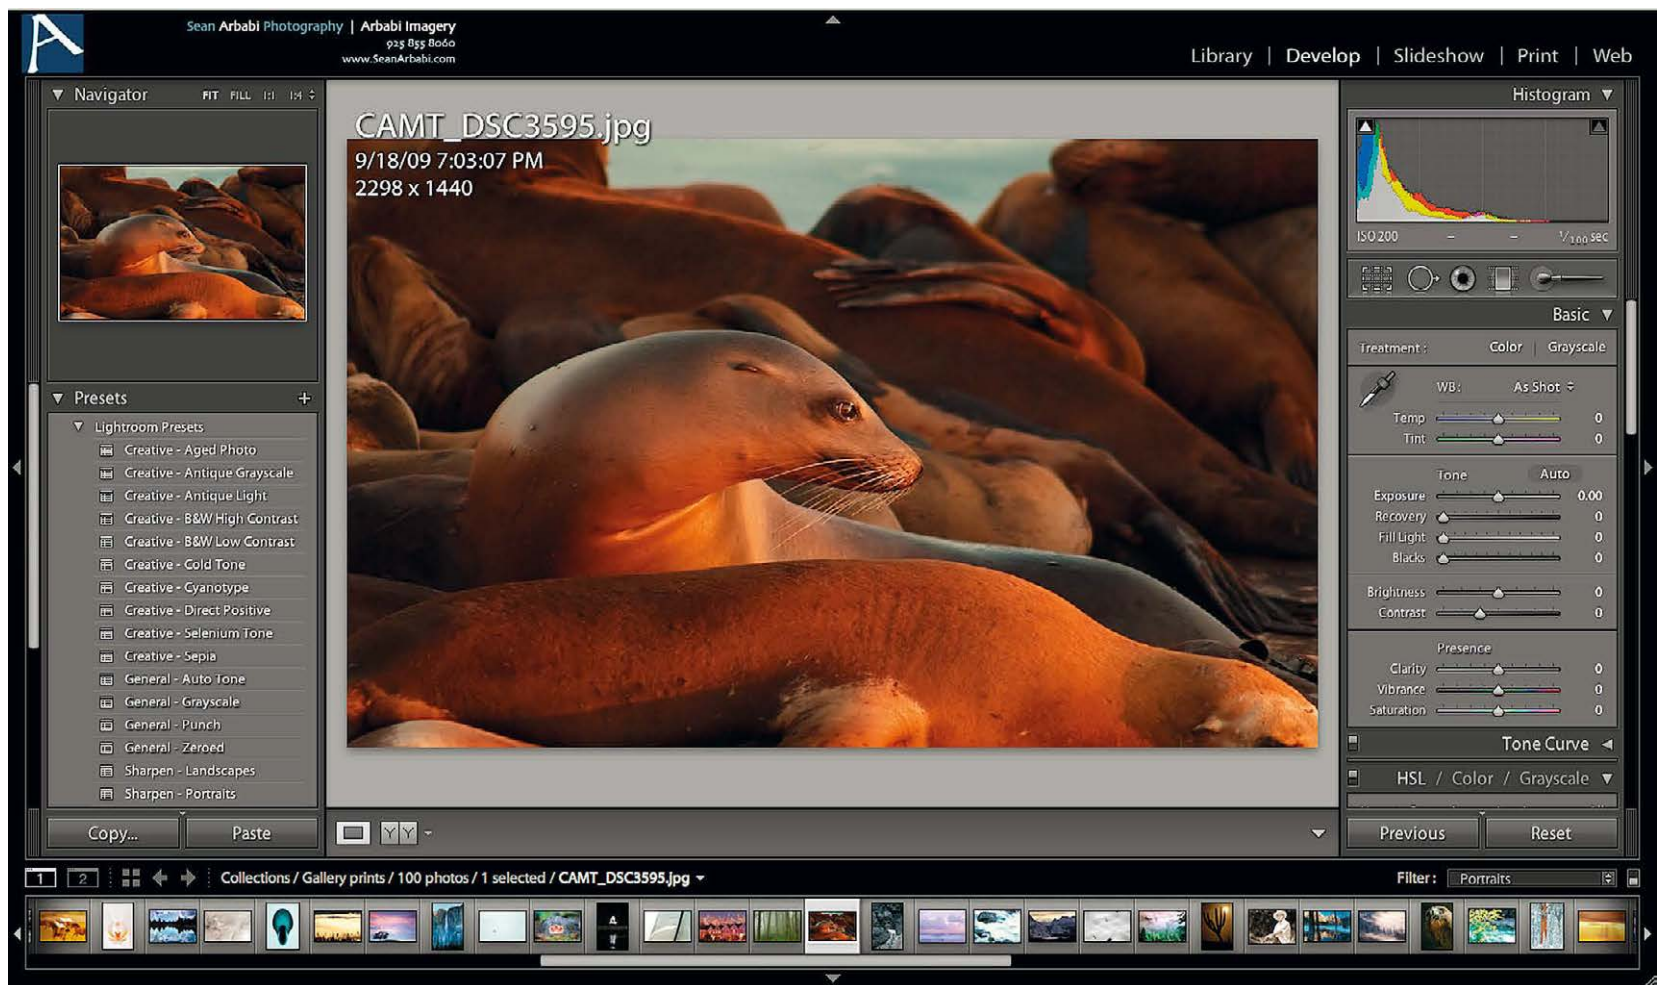 Sean Arbabi Photography | Arbabi Imagery
925 855 8060
www.SeanArbabi.com
Library | Develop | Slideshow | Print | Web
Navigator FIT FILL 1:1 1:4
Presets +
Lightroom Presets
Creative - Aged Photo
Creative - Antique Grayscale
Creative - Antique Light
Creative - B&W High Contrast
Creative - B&W Low Contrast
Creative - Cold Tone
Creative - Cyanotype
Creative - Direct Positive
Creative - Selenium Tone
Creative - Sepia
General - Auto Tone
General - Grayscale
General - Punch
General - Zeroed
Sharpen - Landscapes
Sharpen - Portraits
Copy... Paste
CAMT_DSC3595.jpg
9/18/09 7:03:07 PM
2298 x 1440
Histogram
ISO 200 – – 1/100 sec
Basic
Treatment : Color | Grayscale
WB: As Shot
Temp 0
Tint 0
Tone Auto
Exposure 0.00
Recovery 0
Fill Light 0
Blacks 0
Brightness 0
Contrast 0
Presence
Clarity 0
Vibrance 0
Saturation 0
Tone Curve
HSL / Color / Grayscale
Previous Reset
1 2 Collections / Gallery prints / 100 photos / 1 selected / CAMT_DSC3595.jpg
Filter : Portraits